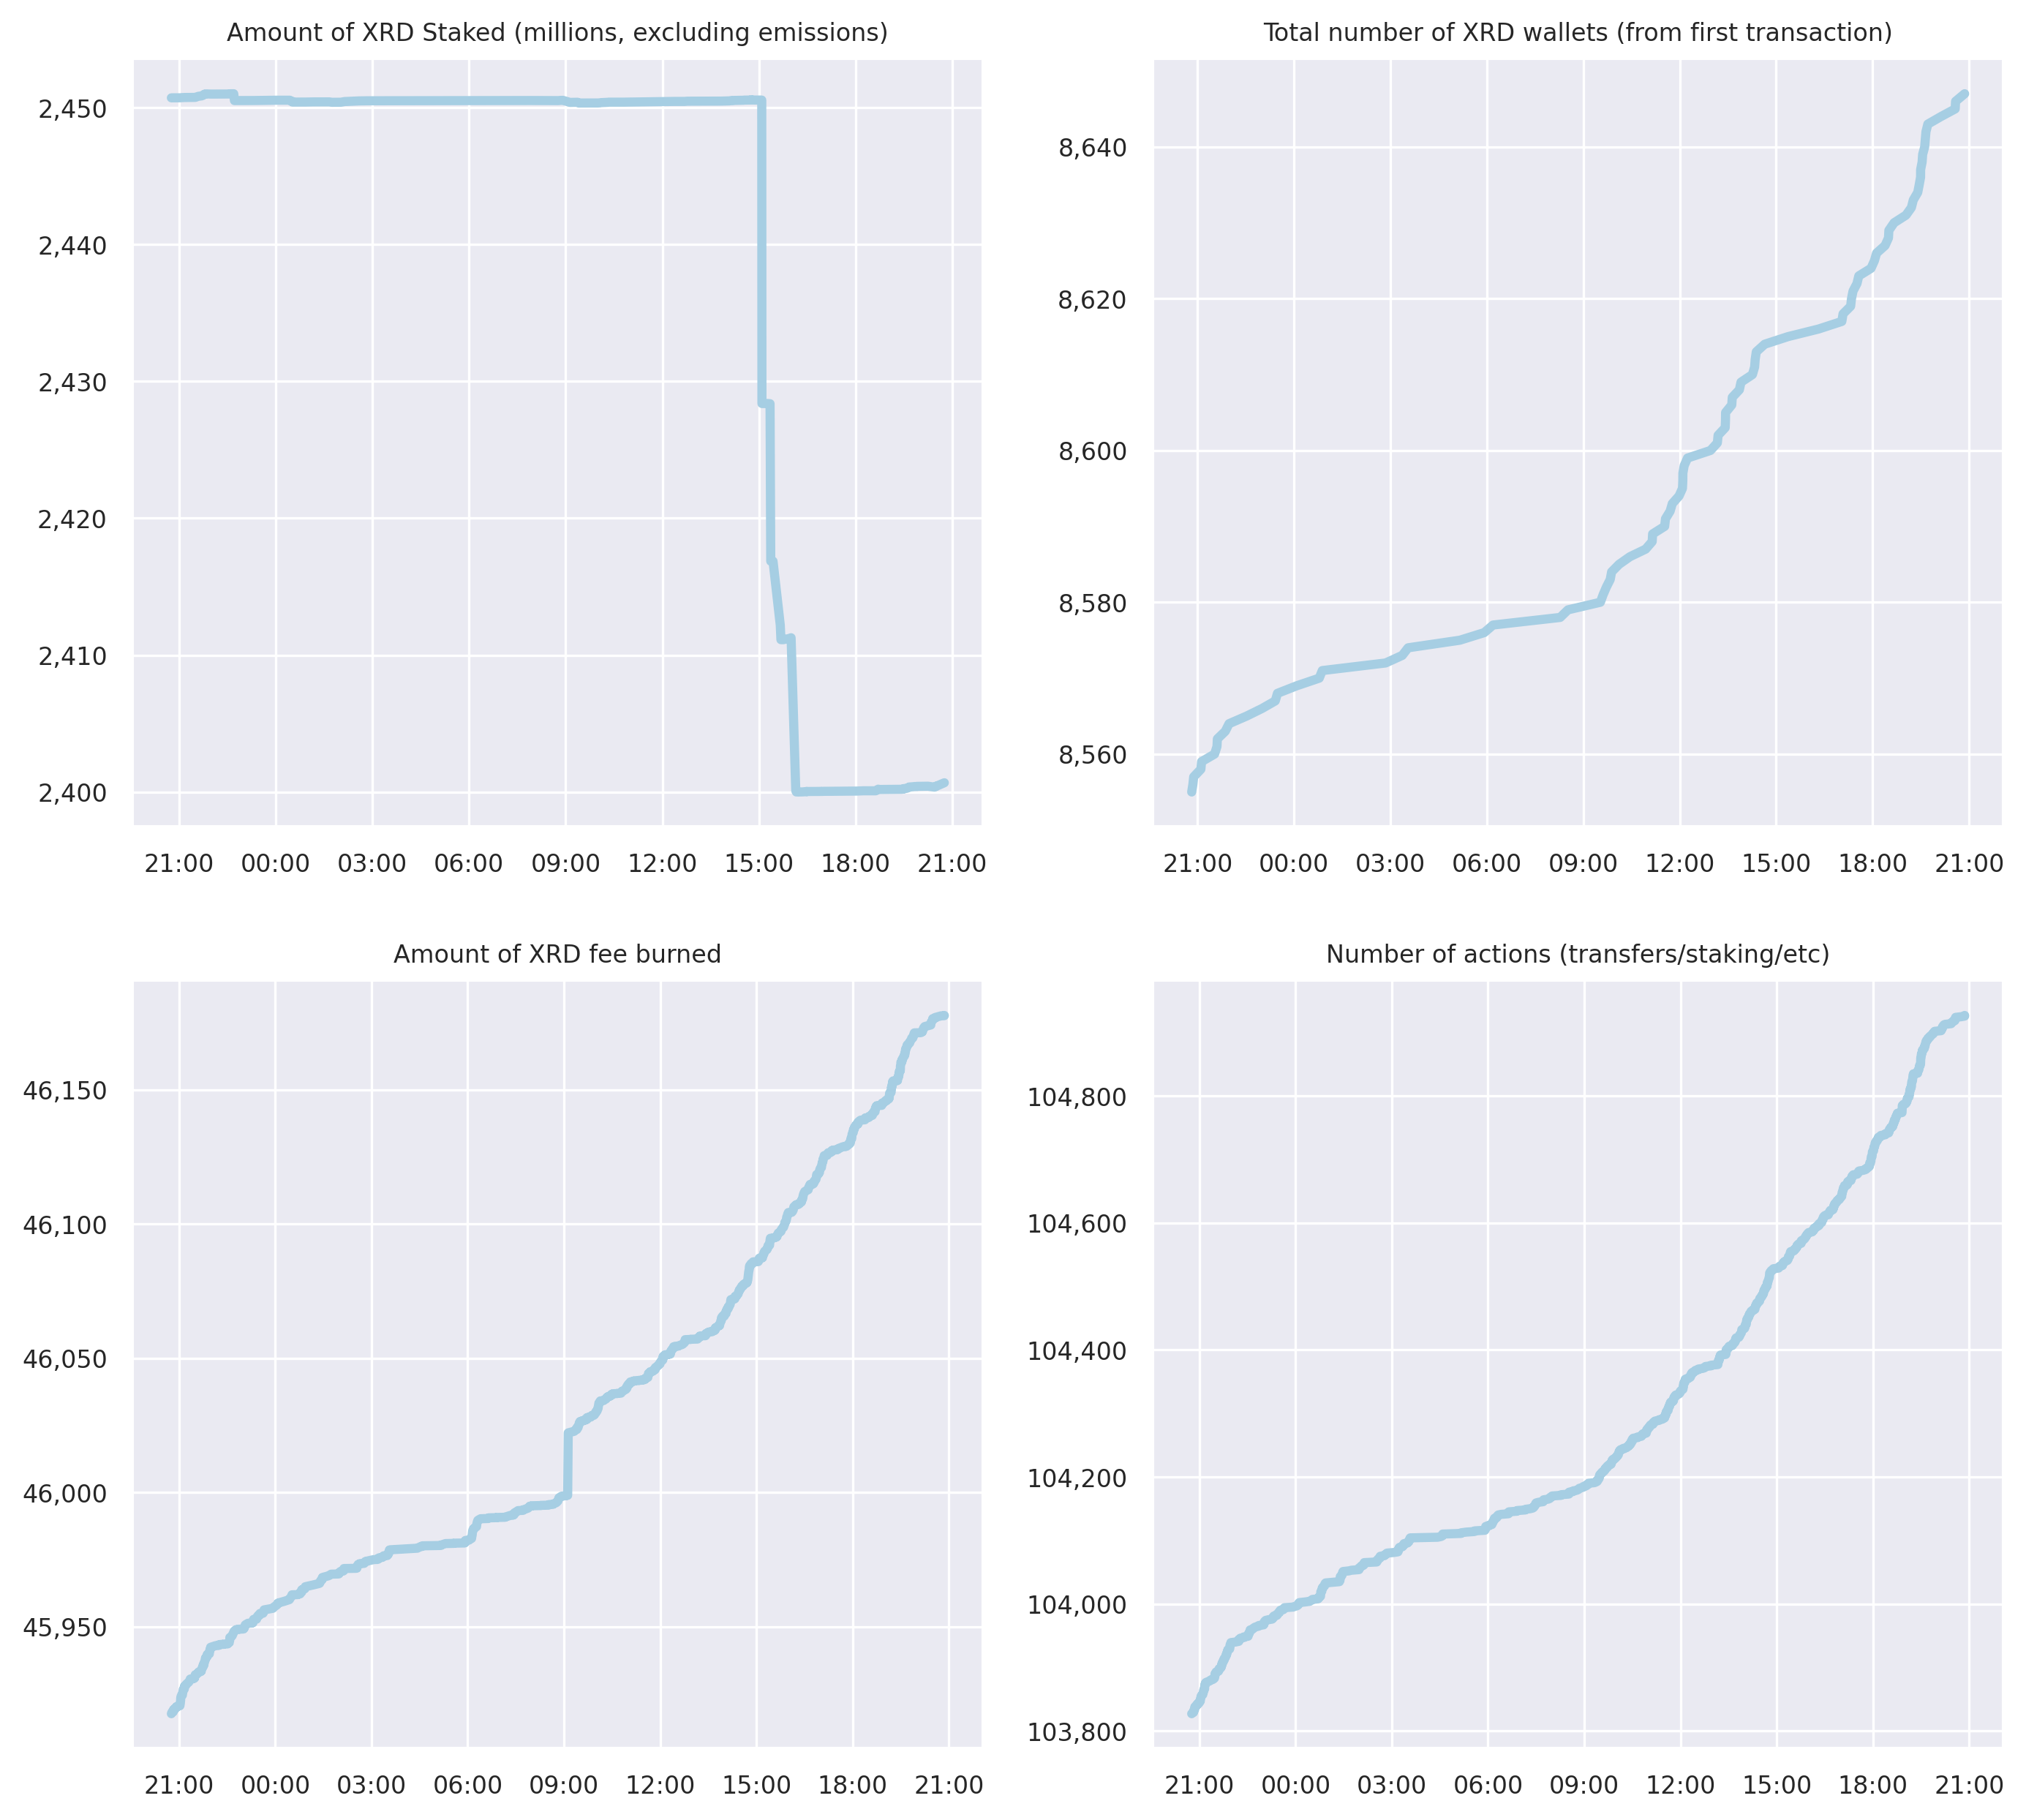 Amount of XRD Staked (millions, excluding emissions)
2,450
2,440
2,430
2,420
2,410
2,400
21:00 00:00 03:00 06:00 09:00 12:00 15:00 18:00 21:00
Total number of XRD wallets (from first transaction)
8,640
8,620
8,600
8,580
8,560
21:00 00:00 03:00 06:00 09:00 12:00 15:00 18:00 21:00
Amount of XRD fee burned
46,150
46,100
46,050
46,000
45,950
21:00 00:00 03:00 06:00 09:00 12:00 15:00 18:00 21:00
Number of actions (transfers/staking/etc)
104,800
104,600
104,400
104,200
104,000
103,800
21:00 00:00 03:00 06:00 09:00 12:00 15:00 18:00 21:00